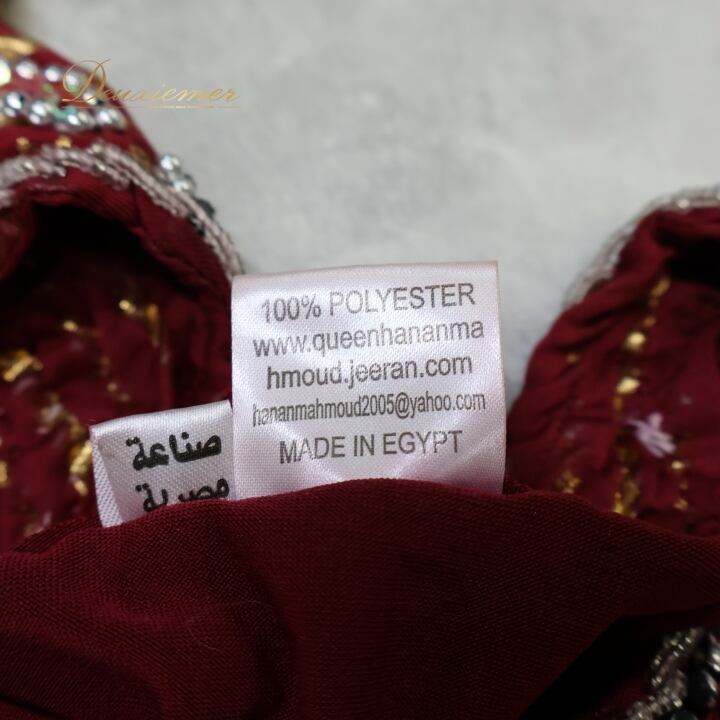 Deuxiemer
100% POLYESTER
www.queenhananma
hmoud.jeeran.com
hananmahmoud2005@yahoo.com
MADE IN EGYPT
صناعة
مصرية